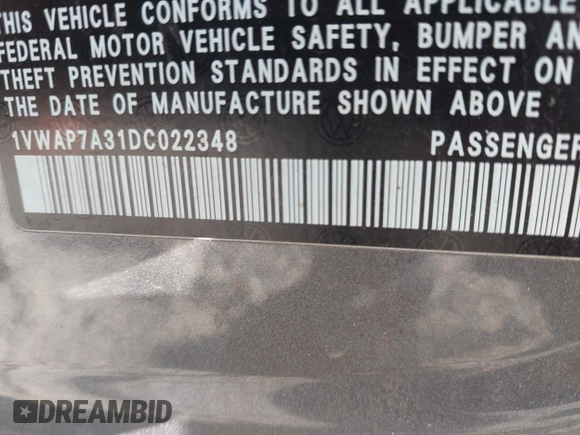 THIS VEHICLE CONFORMS TO ALL APPLICABLE
FEDERAL MOTOR VEHICLE SAFETY, BUMPER AN
THEFT PREVENTION STANDARDS IN EFFECT ON
THE DATE OF MANUFACTURE SHOWN ABOVE.
1VWAP7A31DC022348 PASSENGER
DREAMBID